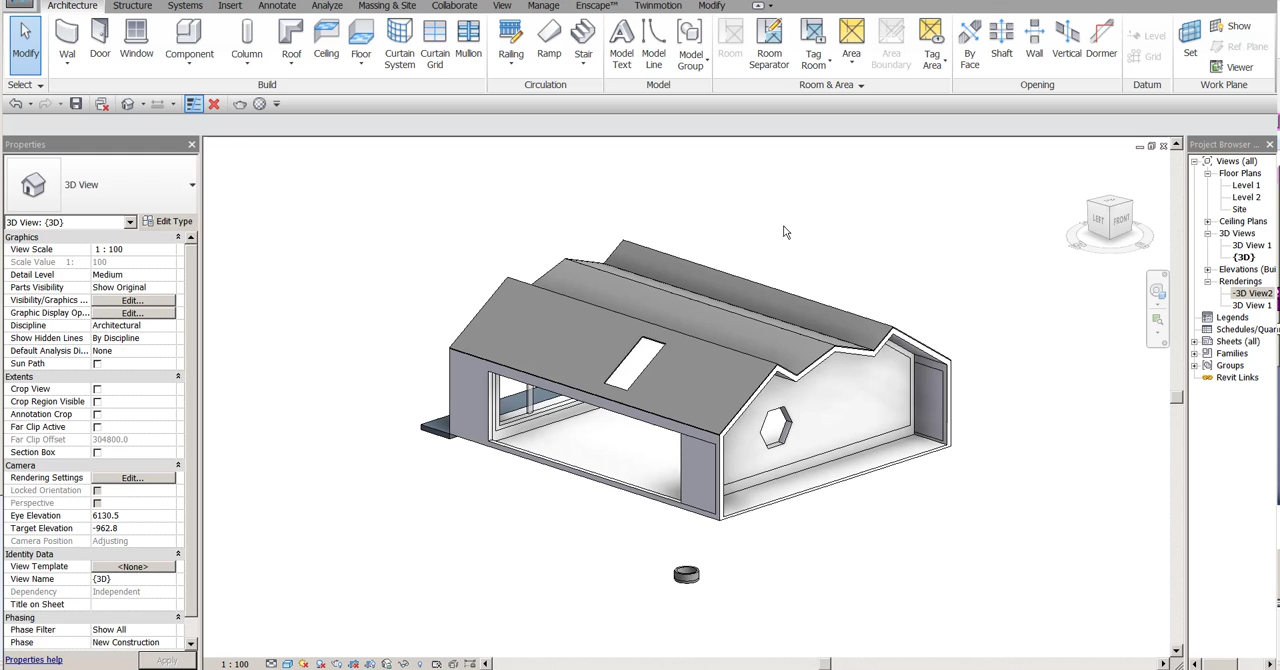 Architecture Structure Systems Insert Annotate Analyze Massing & Site Collaborate View Manage Enscape™ Twinmotion Modify
Modify
Wall
Door
Window
Component
Column
Roof
Ceiling
Floor
Curtain System
Curtain Grid
Mullion
Railing
Ramp
Stair
Model Text
Model Line
Model Group
Room
Room Separator
Tag Room
Area
Area Boundary
Tag Area
By Face
Shaft
Wall
Vertical
Dormer
Level
Grid
Set
Show
Ref Plane
Viewer
Select
Build
Circulation
Model
Room & Area
Opening
Datum
Work Plane
Properties
3D View
3D View: {3D}
Edit Type
Graphics
View Scale 1 : 100
Scale Value 1: 100
Detail Level Medium
Parts Visibility Show Original
Visibility/Graphics ... Edit...
Graphic Display Op... Edit...
Discipline Architectural
Show Hidden Lines By Discipline
Default Analysis Di... None
Sun Path
Extents
Crop View
Crop Region Visible
Annotation Crop
Far Clip Active
Far Clip Offset 304800.0
Section Box
Camera
Rendering Settings Edit...
Locked Orientation
Perspective
Eye Elevation 6130.5
Target Elevation -962.8
Camera Position Adjusting
Identity Data
View Template <None>
View Name {3D}
Dependency Independent
Title on Sheet
Phasing
Phase Filter Show All
Phase New Construction
Properties help
Apply
LEFT FRONT
1 : 100
Project Browser ...
Views (all)
Floor Plans
Level 1
Level 2
Site
Ceiling Plans
3D Views
3D View 1
{3D}
Elevations (Bui
Renderings
-3D View2
3D View 1
Legends
Schedules/Quan
Sheets (all)
Families
Groups
Revit Links